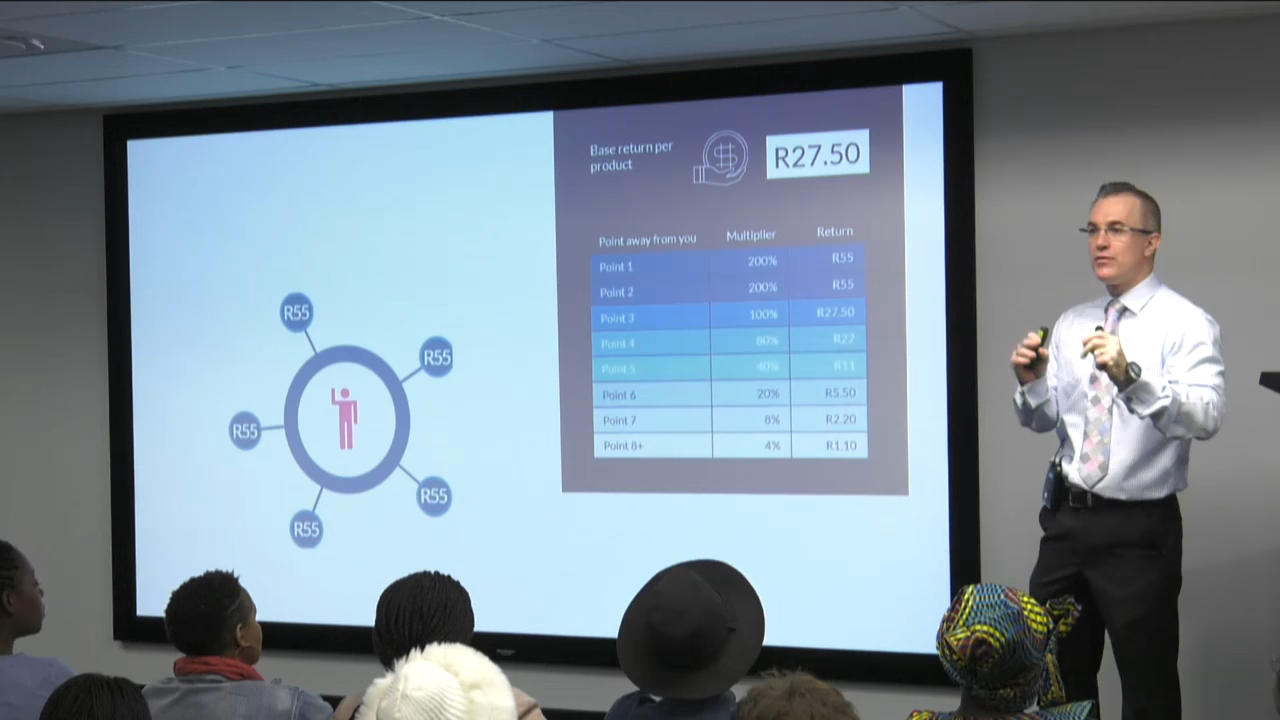 Base return per
product
R27.50
Point away from you Multiplier Return
Point 1 200% R55
Point 2 200% R55
Point 3 100% R27.50
Point 4 80% R22
Point 5 40% R11
Point 6 20% R5.50
Point 7 8% R2.20
Point 8+ 4% R1.10
R55
R55
R55
R55
R55